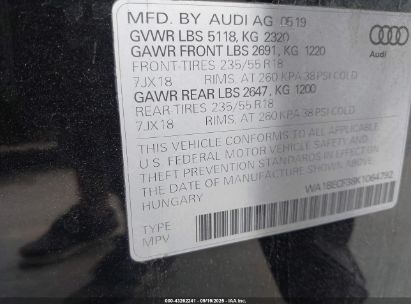 MFD. BY AUDI AG 0519
GVWR LBS 5118, KG 2320
GAWR FRONT LBS 2691, KG 1220
FRONT-TIRES 235/55 R18
7JX18 RIMS, AT 260 KPA 38 PSI COLD
GAWR REAR LBS 2647, KG 1200
REAR-TIRES 235/55 R18
7JX18 RIMS, AT 260 KPA 38 PSI COLD
THIS VEHICLE CONFORMS TO ALL APPLICABLE
U.S. FEDERAL MOTOR VEHICLE SAFETY AND
THEFT PREVENTION STANDARDS IN EFFECT ON
THE DATE OF MANUFACTURE SHOWN ABOVE.
HUNGARY
TYPE
MPV